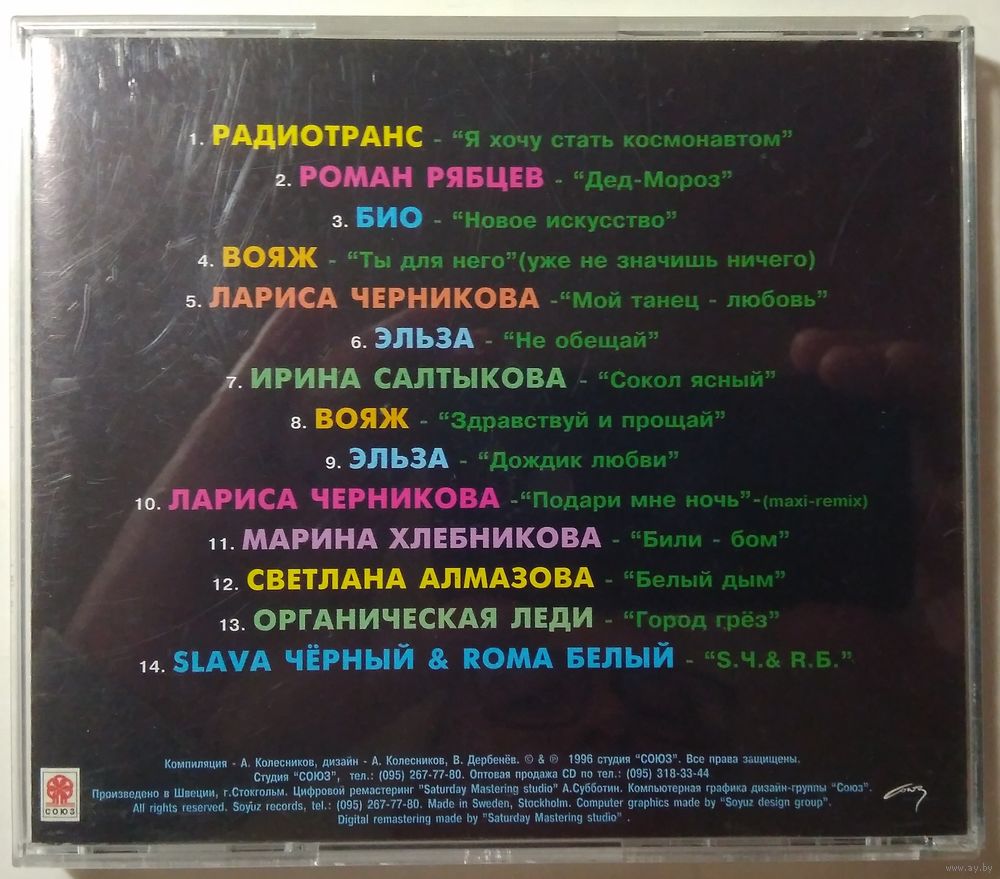 1. РАДИОТРАНС - “Я хочу стать космонавтом”
2. РОМАН РЯБЦЕВ - “Дед-Мороз”
3. БИО - “Новое искусство”
4. ВОЯЖ - “Ты для него”(уже не значишь ничего)
5. ЛАРИСА ЧЕРНИКОВА -“Мой танец - любовь”
6. ЭЛЬЗА - “Не обещай”
7. ИРИНА САЛТЫКОВА - “Сокол ясный”
8. ВОЯЖ - “Здравствуй и прощай”
9. ЭЛЬЗА - “Дождик любви”
10. ЛАРИСА ЧЕРНИКОВА -“Подари мне ночь”-(maxi-remix)
11. МАРИНА ХЛЕБНИКОВА - “Били - бом”
12. СВЕТЛАНА АЛМАЗОВА - “Белый дым”
13. ОРГАНИЧЕСКАЯ ЛЕДИ - “Город грёз”
14. SLAVA ЧЁРНЫЙ & ROMA БЕЛЫЙ - “S.Ч.& R.Б.”
Компиляция - А. Колесников, дизайн - А. Колесников, В. Дербенёв. © & ℗ 1996 студия “СОЮЗ”. Все права защищены.
Студия “СОЮЗ”, тел.: (095) 267-77-80. Оптовая продажа CD по тел.: (095) 318-33-44
Произведено в Швеции, г.Стокгольм. Цифровой ремастеринг "Saturday Mastering studio" А.Субботин. Компьютерная графика дизайн-группы “Союз”.
All rights reserved. Soyuz records, tel.: (095) 267-77-80. Made in Sweden, Stockholm. Computer graphics made by “Soyuz design group”.
Digital remastering made by “Saturday Mastering studio” .
СОЮЗ
Союз
www.ay.by